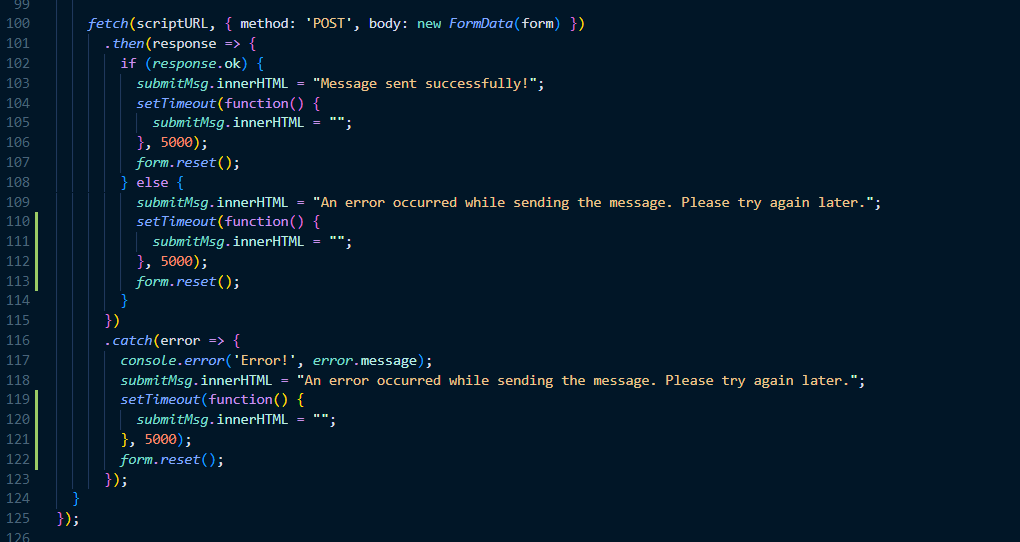 99
100 fetch(scriptURL, { method: 'POST', body: new FormData(form) })
101 .then(response => {
102 if (response.ok) {
103 submitMsg.innerHTML = "Message sent successfully!";
104 setTimeout(function() {
105 submitMsg.innerHTML = "";
106 }, 5000);
107 form.reset();
108 } else {
109 submitMsg.innerHTML = "An error occurred while sending the message. Please try again later.";
110 setTimeout(function() {
111 submitMsg.innerHTML = "";
112 }, 5000);
113 form.reset();
114 }
115 })
116 .catch(error => {
117 console.error('Error!', error.message);
118 submitMsg.innerHTML = "An error occurred while sending the message. Please try again later.";
119 setTimeout(function() {
120 submitMsg.innerHTML = "";
121 }, 5000);
122 form.reset();
123 });
124 }
125 });
126